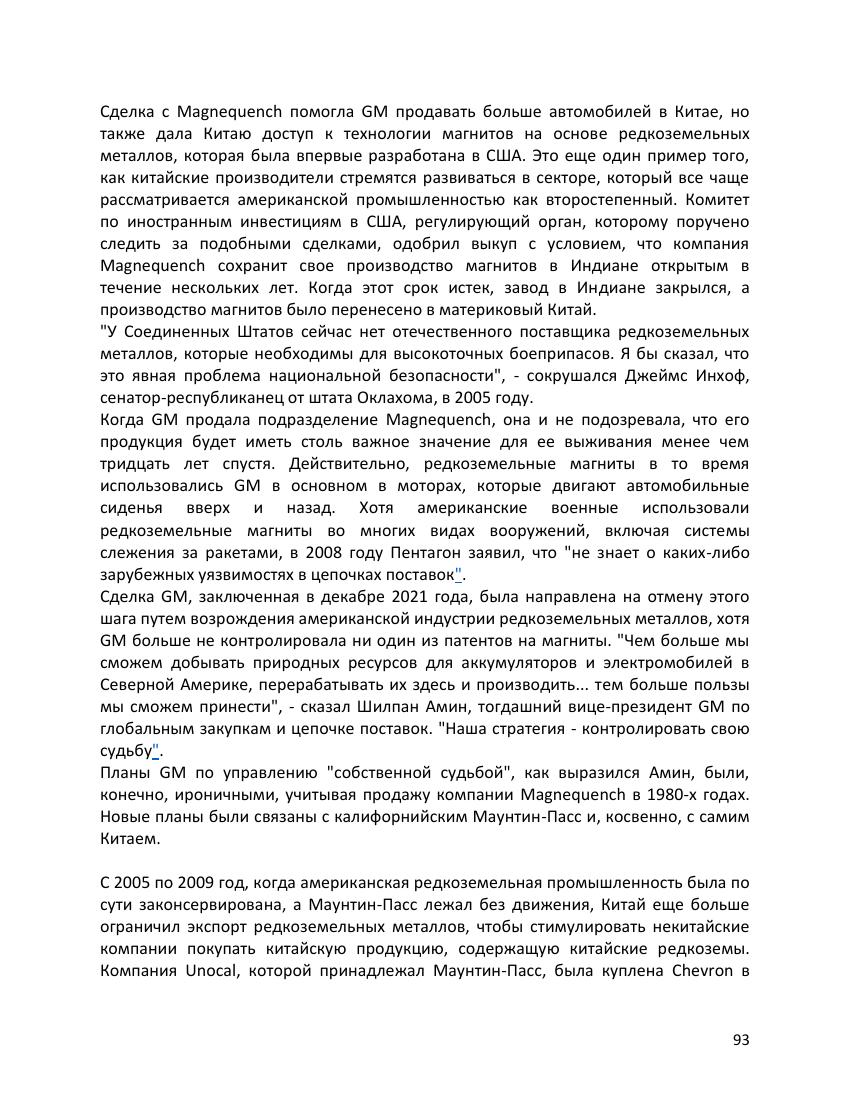 Сделка с Magnequench помогла GM продавать больше автомобилей в Китае, но
также дала Китаю доступ к технологии магнитов на основе редкоземельных
металлов, которая была впервые разработана в США. Это еще один пример того,
как китайские производители стремятся развиваться в секторе, который все чаще
рассматривается американской промышленностью как второстепенный. Комитет
по иностранным инвестициям в США, регулирующий орган, которому поручено
следить за подобными сделками, одобрил выкуп с условием, что компания
Magnequench сохранит свое производство магнитов в Индиане открытым в
течение нескольких лет. Когда этот срок истек, завод в Индиане закрылся, а
производство магнитов было перенесено в материковый Китай.
"У Соединенных Штатов сейчас нет отечественного поставщика редкоземельных
металлов, которые необходимы для высокоточных боеприпасов. Я бы сказал, что
это явная проблема национальной безопасности", - сокрушался Джеймс Инхоф,
сенатор-республиканец от штата Оклахома, в 2005 году.
Когда GM продала подразделение Magnequench, она и не подозревала, что его
продукция будет иметь столь важное значение для ее выживания менее чем
тридцать лет спустя. Действительно, редкоземельные магниты в то время
использовались GM в основном в моторах, которые двигают автомобильные
сиденья вверх и назад. Хотя американские военные использовали
редкоземельные магниты во многих видах вооружений, включая системы
слежения за ракетами, в 2008 году Пентагон заявил, что "не знает о каких-либо
зарубежных уязвимостях в цепочках поставок".
Сделка GM, заключенная в декабре 2021 года, была направлена на отмену этого
шага путем возрождения американской индустрии редкоземельных металлов, хотя
GM больше не контролировала ни один из патентов на магниты. "Чем больше мы
сможем добывать природных ресурсов для аккумуляторов и электромобилей в
Северной Америке, перерабатывать их здесь и производить... тем больше пользы
мы сможем принести", - сказал Шилпан Амин, тогдашний вице-президент GM по
глобальным закупкам и цепочке поставок. "Наша стратегия - контролировать свою
судьбу".
Планы GM по управлению "собственной судьбой", как выразился Амин, были,
конечно, ироничными, учитывая продажу компании Magnequench в 1980-х годах.
Новые планы были связаны с калифорнийским Маунтин-Пасс и, косвенно, с самим
Китаем.
С 2005 по 2009 год, когда американская редкоземельная промышленность была по
сути законсервирована, а Маунтин-Пасс лежал без движения, Китай еще больше
ограничил экспорт редкоземельных металлов, чтобы стимулировать некитайские
компании покупать китайскую продукцию, содержащую китайские редкоземы.
Компания Unocal, которой принадлежал Маунтин-Пасс, была куплена Chevron в
93